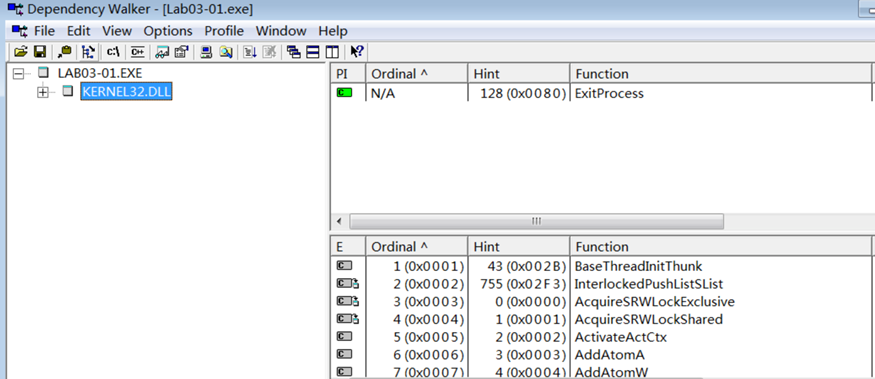 Dependency Walker - [Lab03-01.exe]
File Edit View Options Profile Window Help
C:\ C++
LAB03-01.EXE
KERNEL32.DLL
PI Ordinal ^ Hint Function
C N/A 128 (0x0080) ExitProcess
E Ordinal ^ Hint Function
C 1 (0x0001) 43 (0x002B) BaseThreadInitThunk
C 2 (0x0002) 755 (0x02F3) InterlockedPushListSList
C 3 (0x0003) 0 (0x0000) AcquireSRWLockExclusive
C 4 (0x0004) 1 (0x0001) AcquireSRWLockShared
C 5 (0x0005) 2 (0x0002) ActivateActCtx
C 6 (0x0006) 3 (0x0003) AddAtomA
C 7 (0x0007) 4 (0x0004) AddAtomW